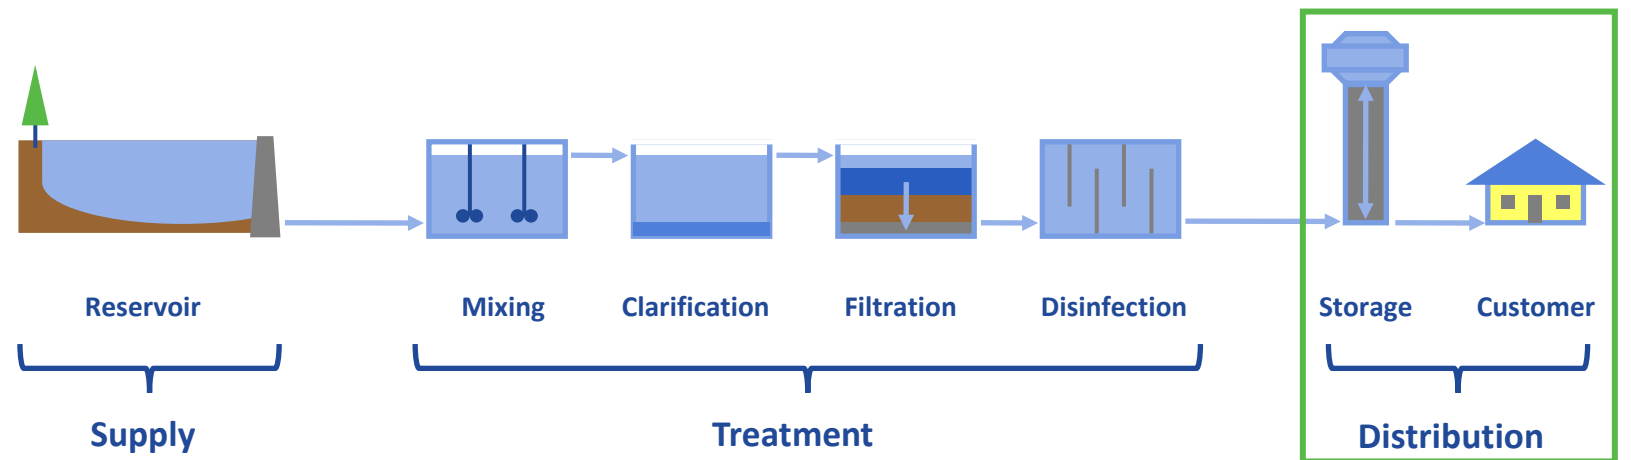 Reservoir
Mixing
Clarification
Filtration
Disinfection
Storage
Customer
Supply
Treatment
Distribution